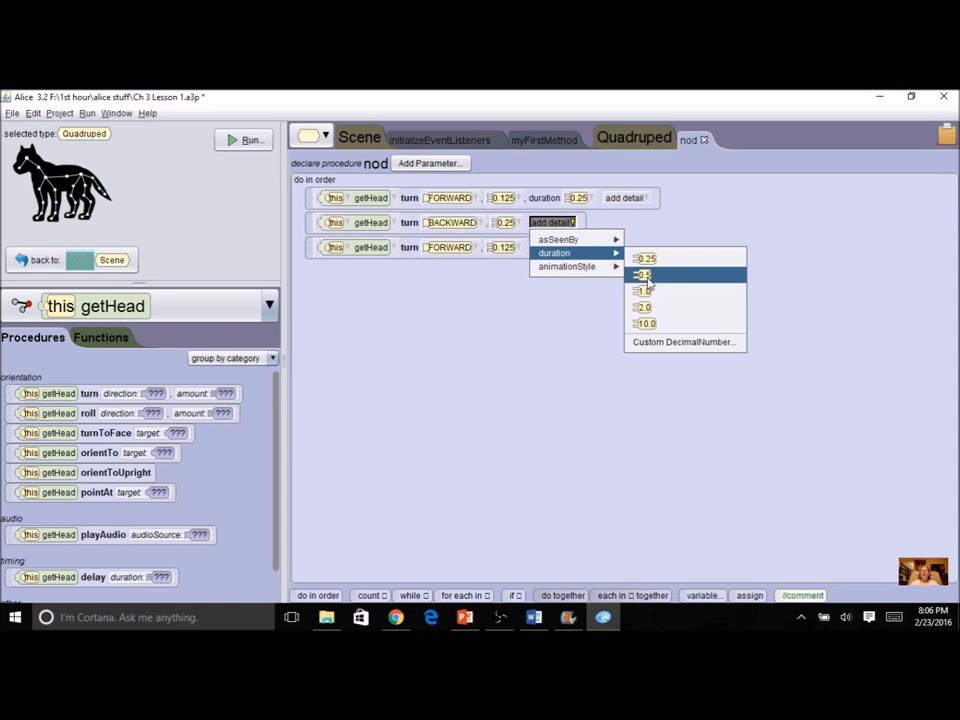 Alice 3.2 F:\1st hour\alice stuff\Ch 3 Lesson 1.a3p *
File Edit Project Run Window Help
selected type: Quadruped
Run...
back to: Scene
this getHead
Procedures Functions
group by category
orientation
this getHead turn direction: ??? , amount: ???
this getHead roll direction: ??? , amount: ???
this getHead turnToFace target: ???
this getHead orientTo target: ???
this getHead orientToUpright
this getHead pointAt target: ???
audio
this getHead playAudio audioSource: ???
timing
this getHead delay duration: ???
Scene initializeEventListeners myFirstMethod Quadruped nod
declare procedure nod Add Parameter...
do in order
this getHead turn FORWARD , 0.125 , duration 0.25 add detail
this getHead turn BACKWARD , 0.25 add detail
this getHead turn FORWARD , 0.125
asSeenBy
duration
animationStyle
0.25
0.5
1.0
2.0
10.0
Custom DecimalNumber...
do in order count while for each in if do together each in together variable... assign //comment
I'm Cortana. Ask me anything.
8:06 PM
2/23/2016